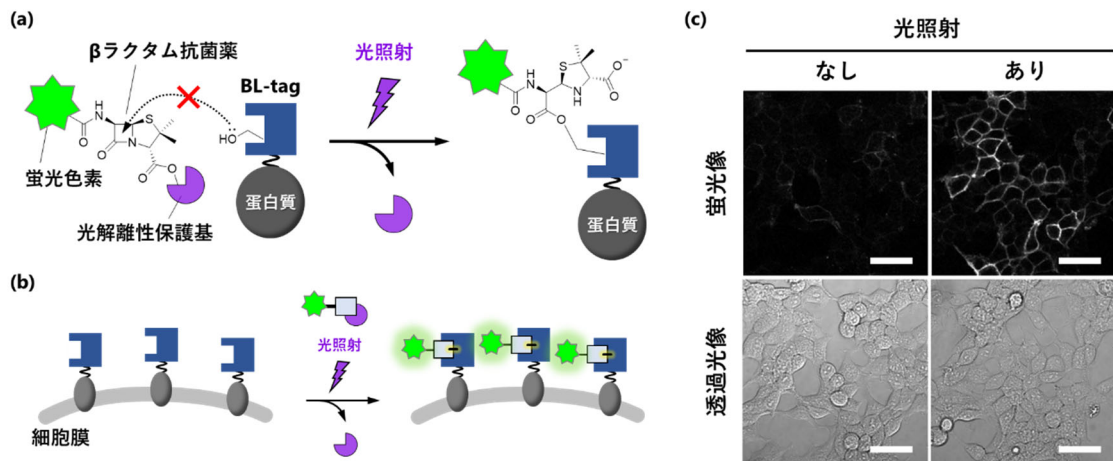 (a)
βラクタム抗菌薬
光照射
BL-tag
S
H
N
O
N
O
O
O
HO
蛍光色素
光解離性保護基
蛋白質
S
O⁻
H
N
N
H
O
O
O
O
蛋白質
(b)
光照射
細胞膜
(c)
光照射
なし
あり
蛍光像
透過光像